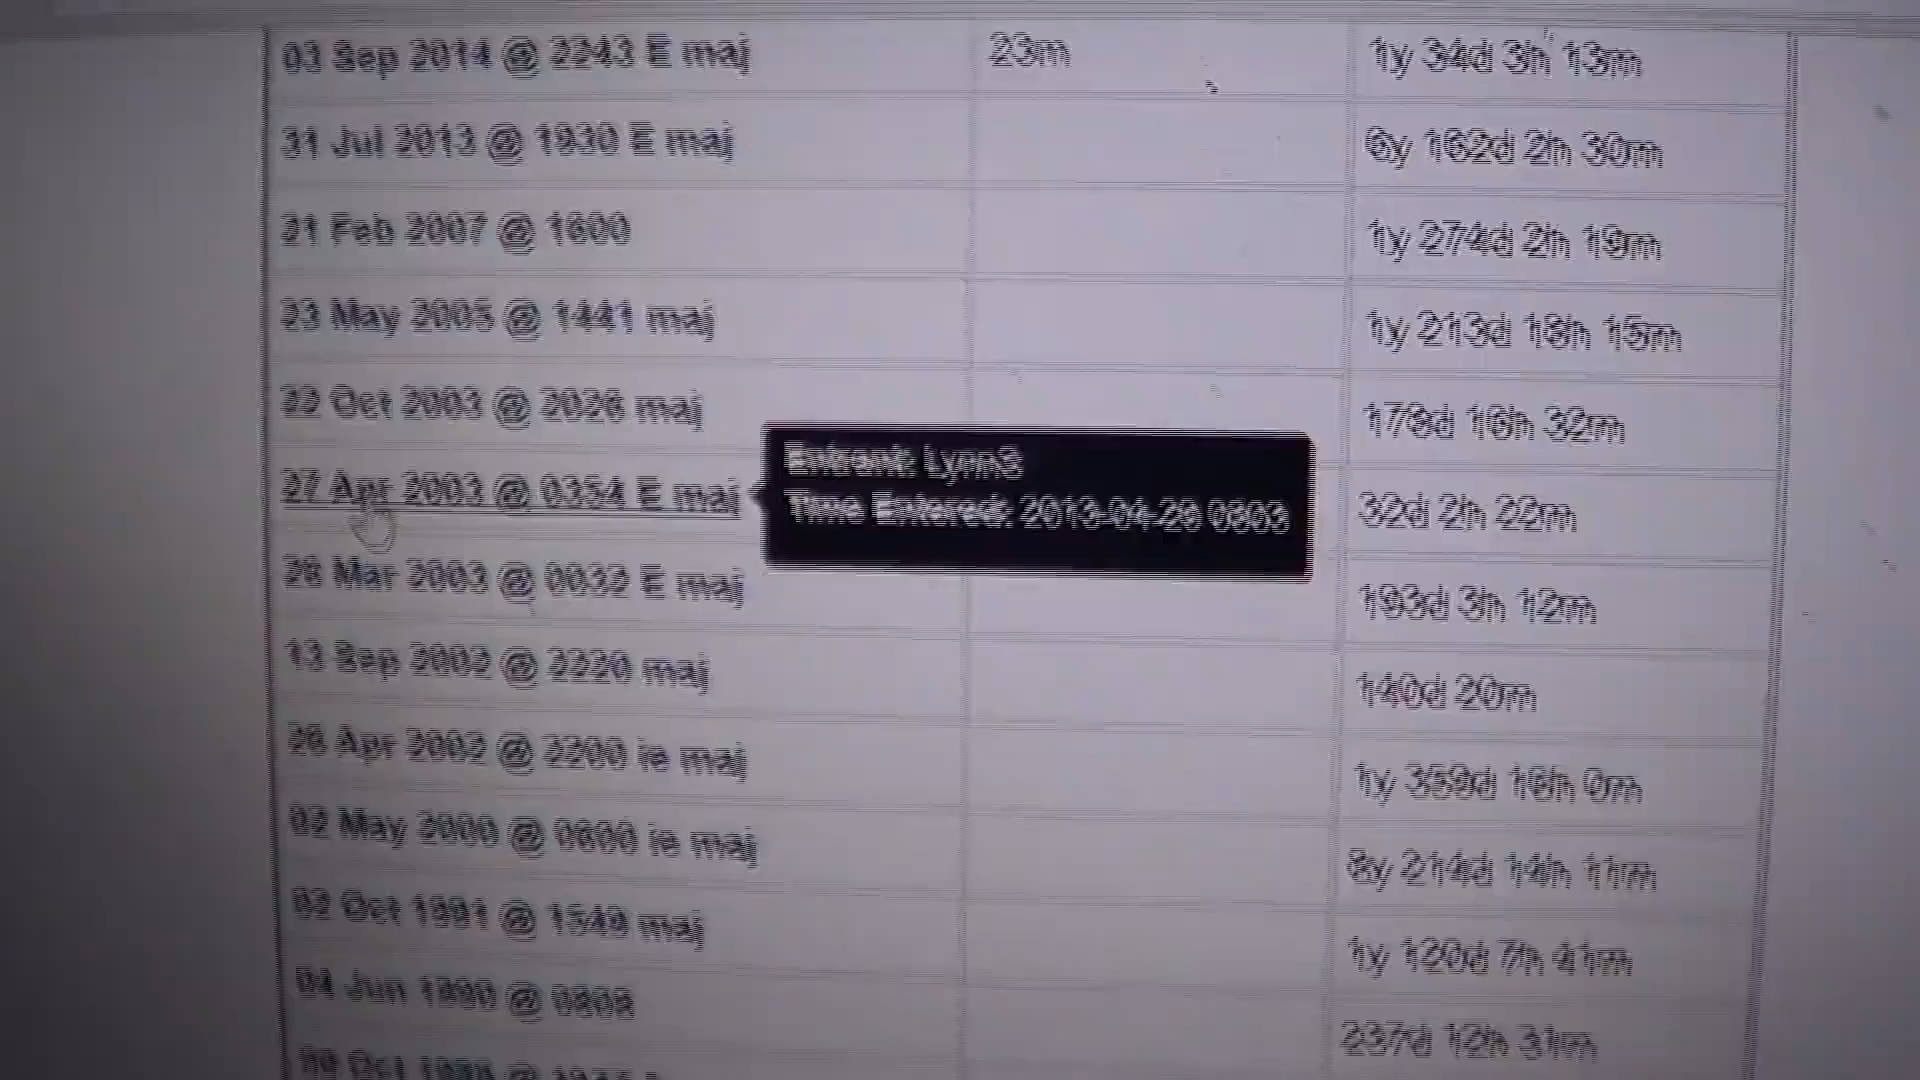 03 Sep 2014 @ 2243 E maj 23m 1y 34d 3h 13m
31 Jul 2013 @ 1930 E maj 6y 162d 2h 30m
21 Feb 2007 @ 1600 1y 274d 2h 19m
23 May 2005 @ 1441 maj 1y 213d 18h 15m
22 Oct 2003 @ 2026 maj 178d 16h 32m
27 Apr 2003 @ 0354 E maj 32d 2h 22m
Entrant: LynnS
Time Entered: 2013-04-29 0803
26 Mar 2003 @ 0032 E maj 193d 3h 12m
13 Sep 2002 @ 2220 maj 140d 20m
26 Apr 2002 @ 2200 ie maj 1y 359d 16h 0m
02 May 2000 @ 0600 ie maj 8y 214d 14h 11m
02 Oct 1991 @ 1549 maj 1y 120d 7h 41m
04 Jun 1990 @ 0808 237d 12h 31m
Oct @